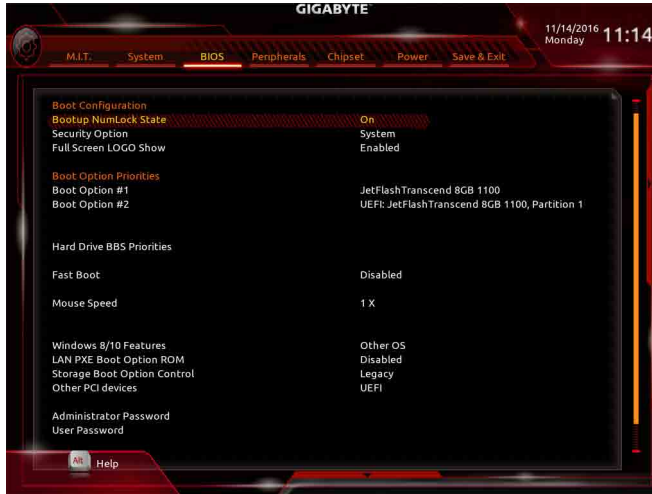 GIGABYTE
11/14/2016 11:14
Monday
M.I.T. System BIOS Peripherals Chipset Power Save & Exit
Boot Configuration
Bootup NumLock State On
Security Option System
Full Screen LOGO Show Enabled
Boot Option Priorities
Boot Option #1 JetFlashTranscend 8GB 1100
Boot Option #2 UEFI: JetFlashTranscend 8GB 1100, Partition 1
Hard Drive BBS Priorities
Fast Boot Disabled
Mouse Speed 1 X
Windows 8/10 Features Other OS
LAN PXE Boot Option ROM Disabled
Storage Boot Option Control Legacy
Other PCI devices UEFI
Administrator Password
User Password
Alt Help